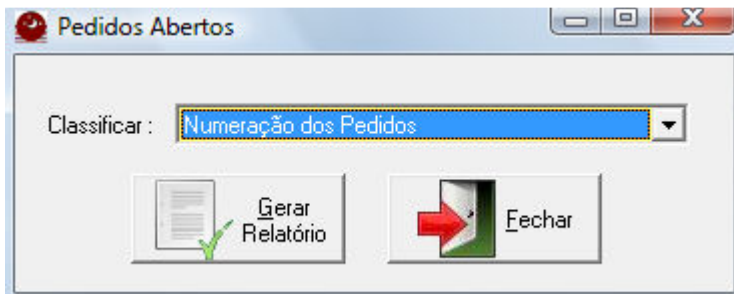 Pedidos Abertos
Classificar : Numeração dos Pedidos
Gerar
Relatório
Fechar